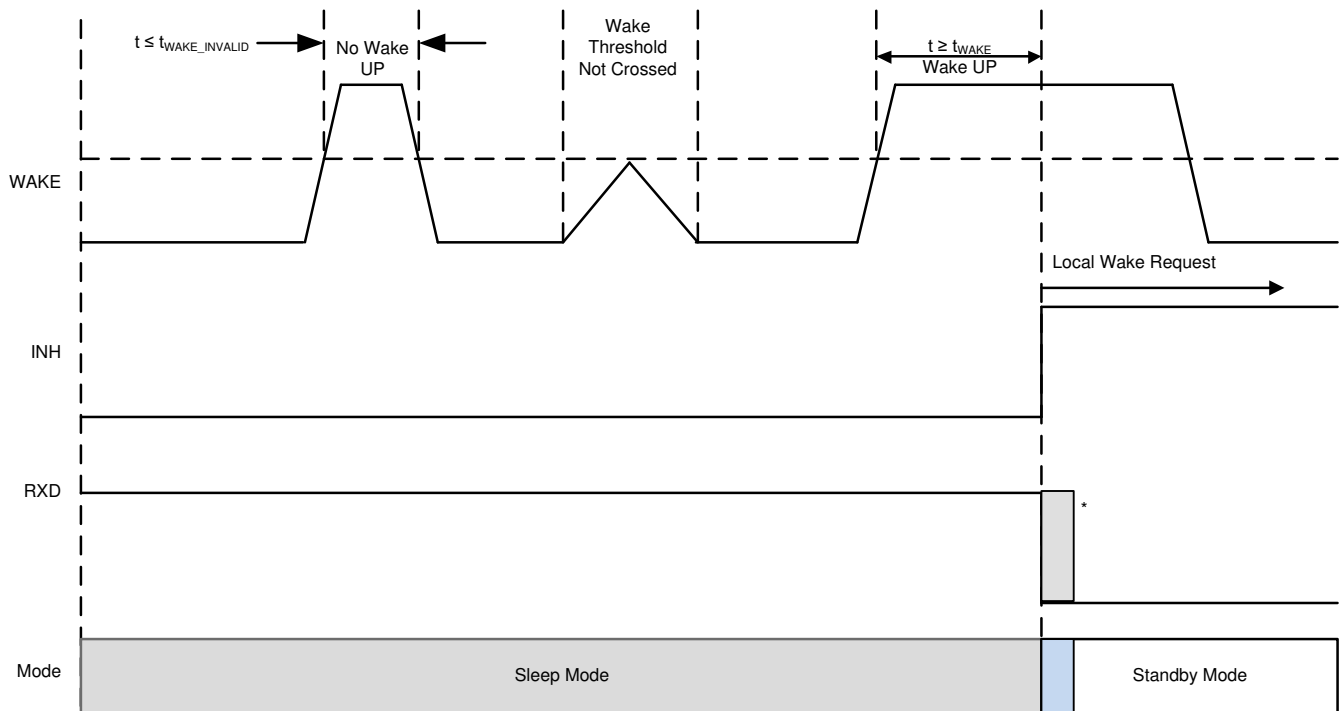 t ≤ tWAKE_INVALID
No Wake
UP
Wake
Threshold
Not Crossed
t ≥ tWAKE
Wake UP
WAKE
Local Wake Request
INH
RXD
*
Mode
Sleep Mode
Standby Mode